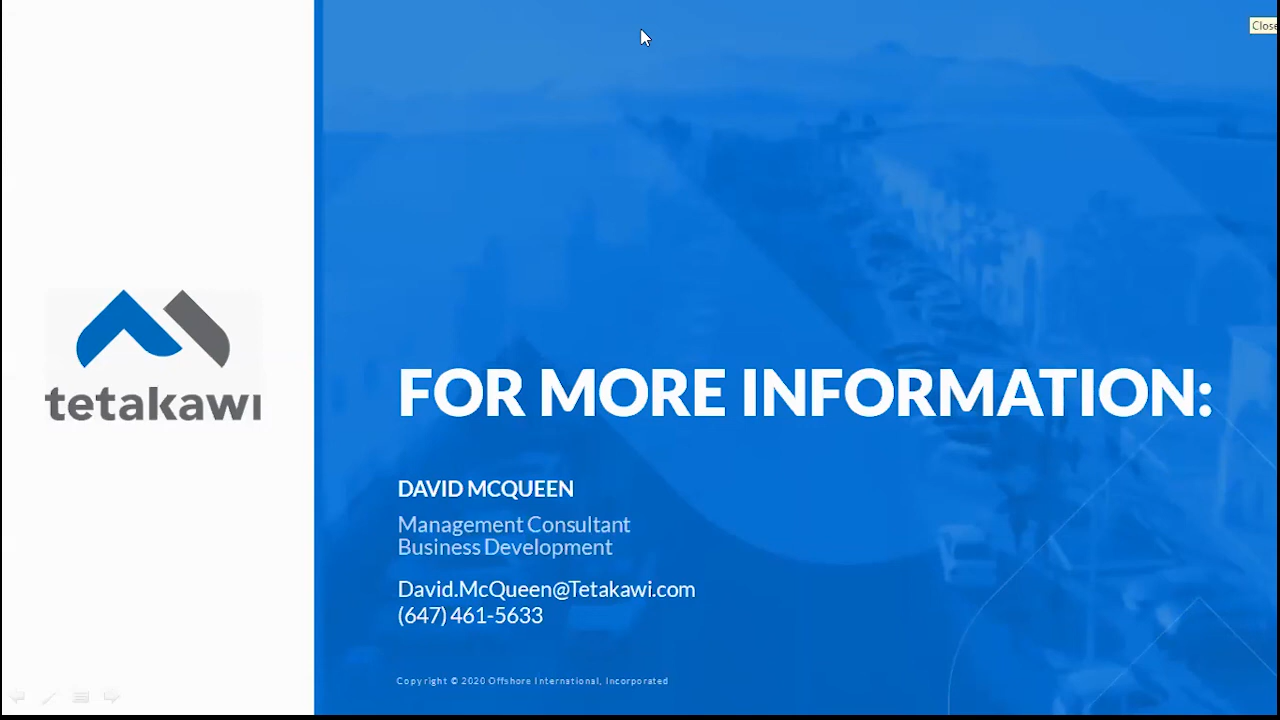 Close
tetakawi
FOR MORE INFORMATION:
DAVID MCQUEEN
Management Consultant
Business Development
David.McQueen@Tetakawi.com
(647) 461-5633
Copyright © 2020 Offshore International, Incorporated